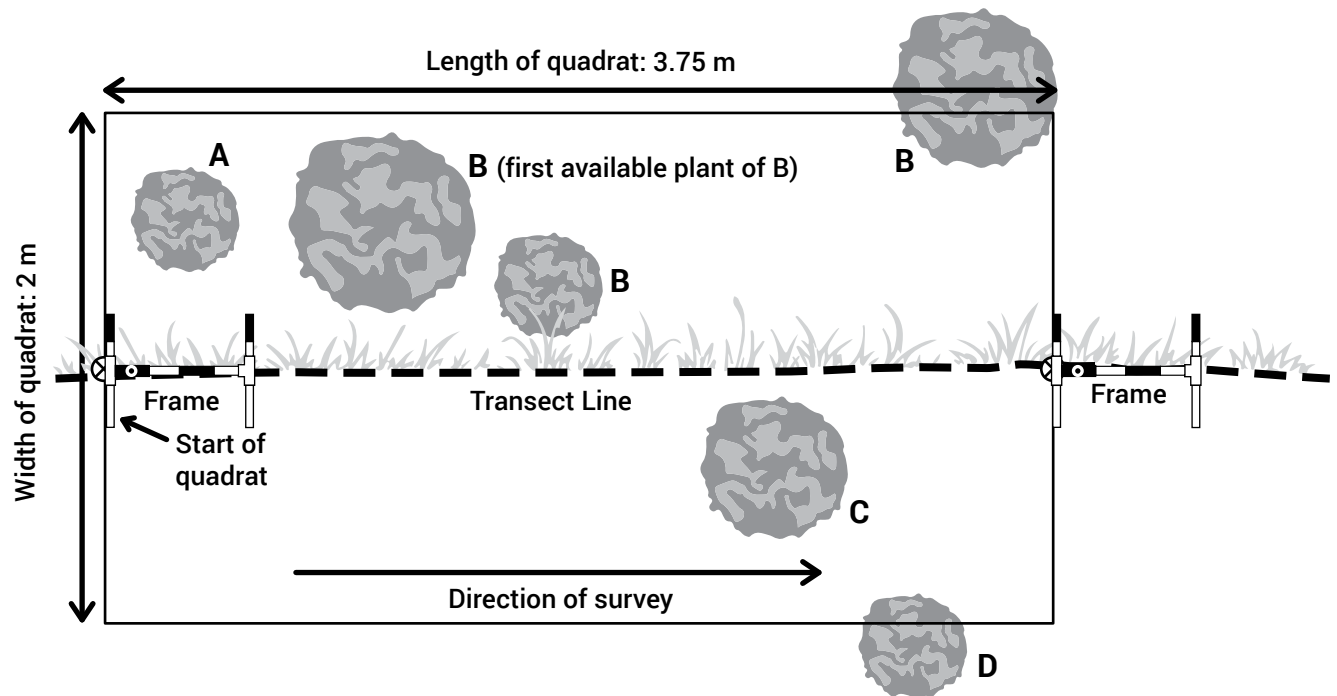 Length of quadrat: 3.75 m
A
B (first available plant of B)
B
B
Width of quadrat: 2 m
Frame
Transect Line
Frame
Start of
quadrat
C
Direction of survey
D